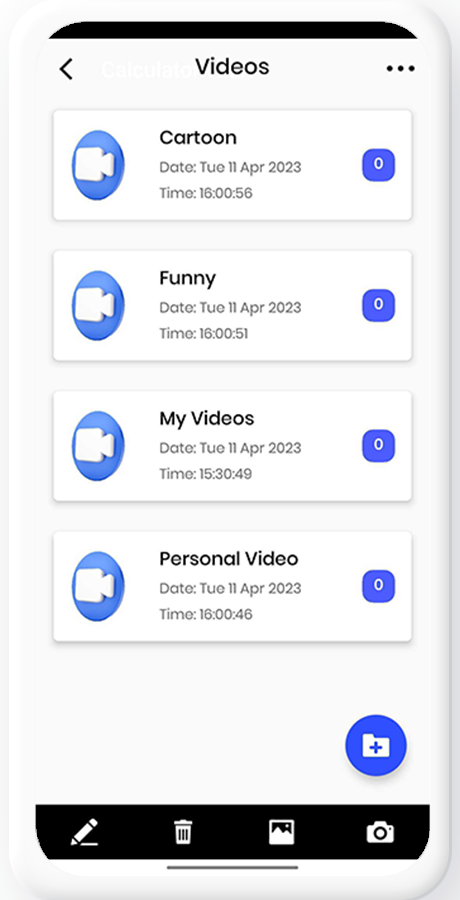 Videos
Cartoon
Date: Tue 11 Apr 2023
Time: 16:00:56
0
Funny
Date: Tue 11 Apr 2023
Time: 16:00:51
0
My Videos
Date: Tue 11 Apr 2023
Time: 15:30:49
0
Personal Video
Date: Tue 11 Apr 2023
Time: 16:00:46
0